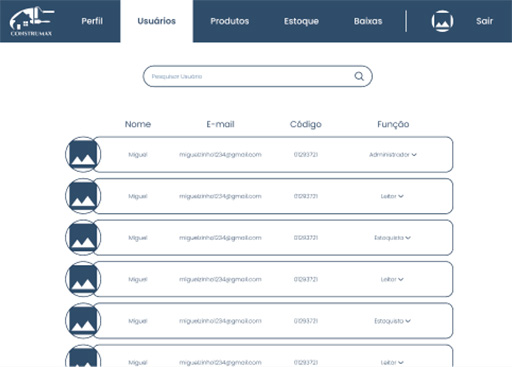 CONSTRUMAX
Perfil Usuários Produtos Estoque Baixas Sair
Pesquisar Usuário
Nome E-mail Código Função
Miguel miguelzinho1234@gmail.com 01293721 Administrador
Miguel miguelzinho1234@gmail.com 01293721 Leitor
Miguel miguelzinho1234@gmail.com 01293721 Estoquista
Miguel miguelzinho1234@gmail.com 01293721 Leitor
Miguel miguelzinho1234@gmail.com 01293721 Estoquista
Miguel miguelzinho1234@gmail.com 01293721 Leitor